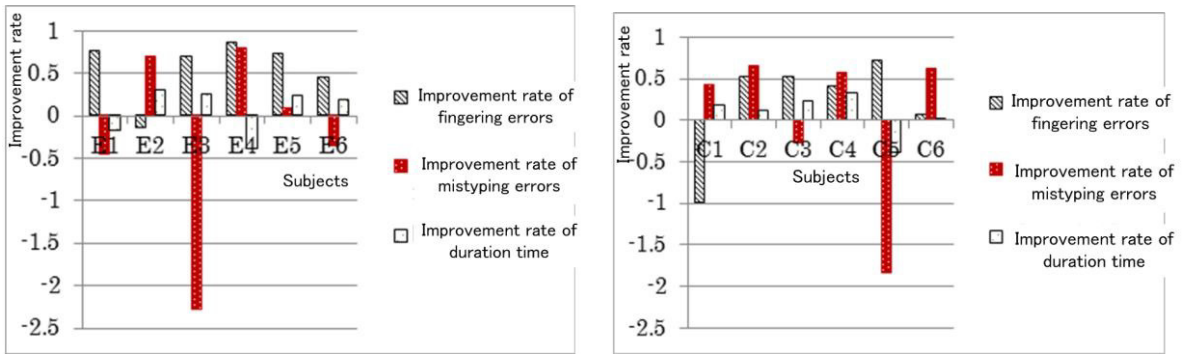 Improvement rate
1
0.5
0
-0.5
-1
-1.5
-2
-2.5
E1 E2 E3 E4 E5 E6
Subjects
Improvement rate of
fingering errors
Improvement rate of
mistyping errors
Improvement rate of
duration time
Improvement rate
1
0.5
0
-0.5
-1
-1.5
-2
-2.5
C1 C2 C3 C4 C5 C6
Subjects
Improvement rate of
fingering errors
Improvement rate of
mistyping errors
Improvement rate of
duration time